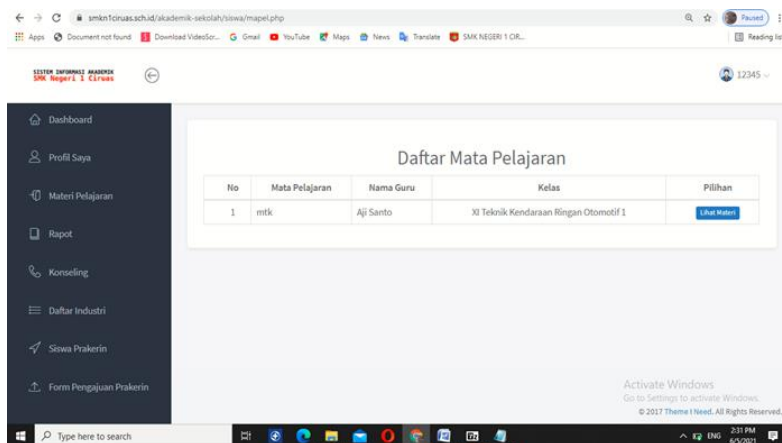 smkn1ciruas.sch.id/akademik-sekolah/siswa/mapel.php
Paused
Apps Document not found Download VideoScr... Gmail YouTube Maps News Translate SMK NEGERI 1 CIR... Reading list
SISTEM INFORMASI AKADEMIK
SMK Negeri 1 Ciruas
12345
Dashboard
Profil Saya
Materi Pelajaran
Rapot
Konseling
Daftar Industri
Siswa Prakerin
Form Pengajuan Prakerin
Daftar Mata Pelajaran
No Mata Pelajaran Nama Guru Kelas Pilihan
1 mtk Aji Santo XI Teknik Kendaraan Ringan Otomotif 1 Lihat Materi
Activate Windows
Go to Settings to activate Windows.
© 2017 Theme I Need. All Rights Reserved.
Type here to search
ENG
2:31 PM
6/5/2021